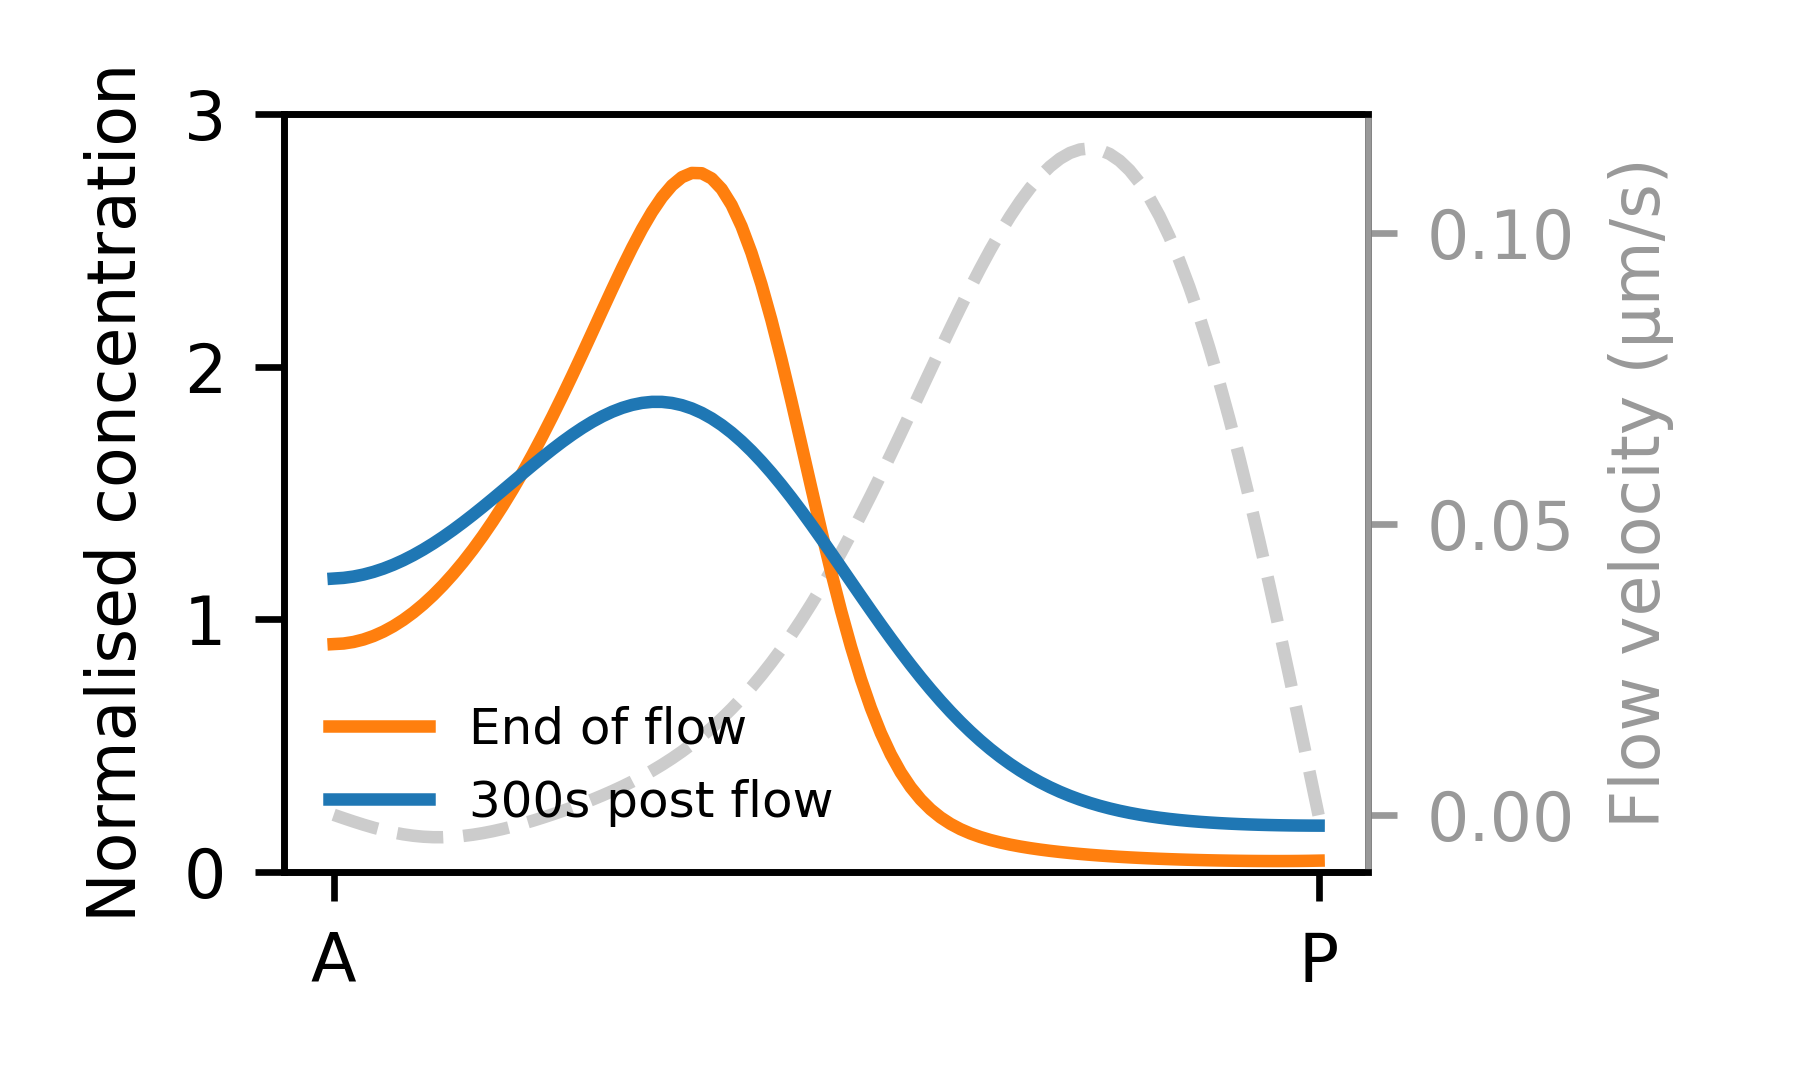 Normalised concentration
3
2
1
0
End of flow
300s post flow
A
P
0.10
0.05
0.00
Flow velocity (µm/s)